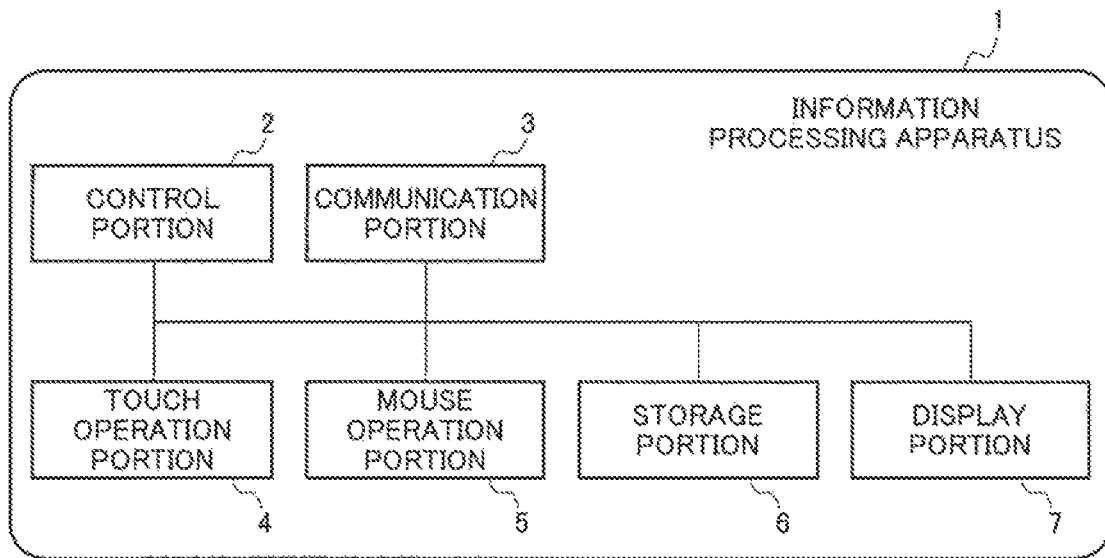 1
INFORMATION
PROCESSING APPARATUS
2
3
CONTROL
PORTION
COMMUNICATION
PORTION
TOUCH
OPERATION
PORTION
MOUSE
OPERATION
PORTION
STORAGE
PORTION
DISPLAY
PORTION
4
5
6
7